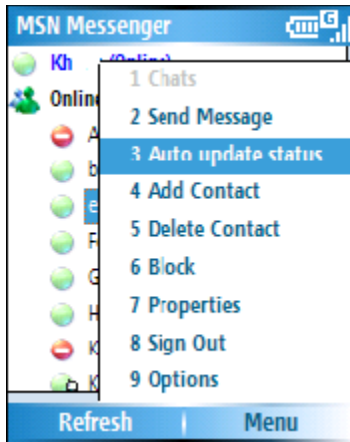 MSN Messenger
G
Kh (Online)
Online
A
b
e
F
G
H
K
K
1 Chats
2 Send Message
3 Auto update status
4 Add Contact
5 Delete Contact
6 Block
7 Properties
8 Sign Out
9 Options
Refresh
Menu